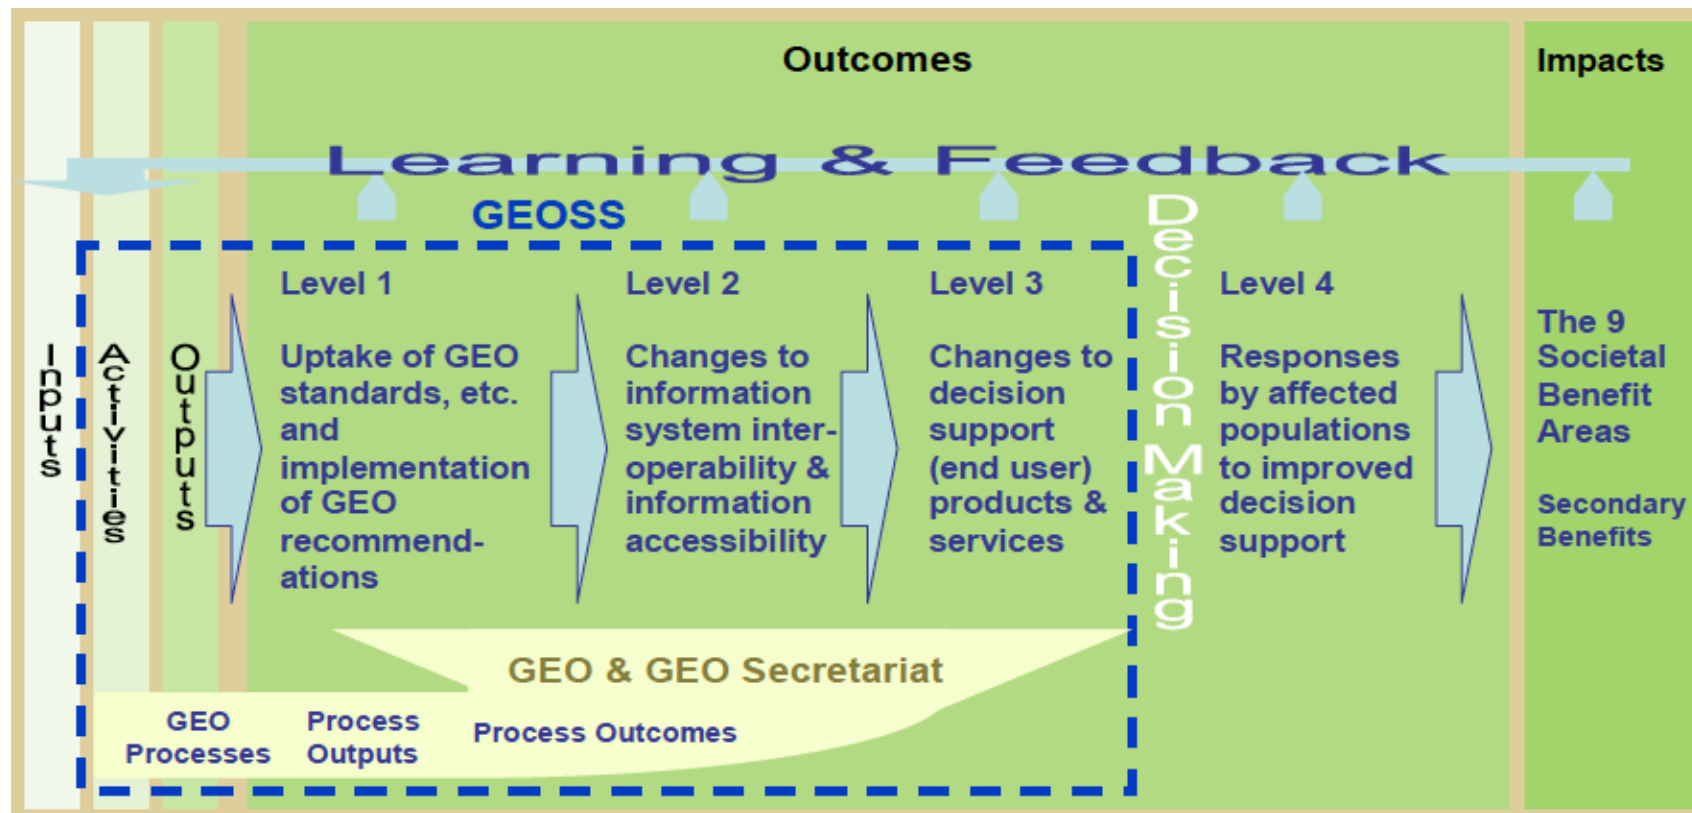 Outcomes
Impacts
Learning & Feedback
GEOSS
Inputs
Activities
Outputs
Level 1
Uptake of GEO
standards, etc.
and
implementation
of GEO
recommend-
ations
Level 2
Changes to
information
system inter-
operability &
information
accessibility
Level 3
Changes to
decision
support
(end user)
products &
services
Decision Making
Level 4
Responses
by affected
populations
to improved
decision
support
The 9
Societal
Benefit
Areas
Secondary
Benefits
GEO & GEO Secretariat
GEO
Processes
Process
Outputs
Process Outcomes